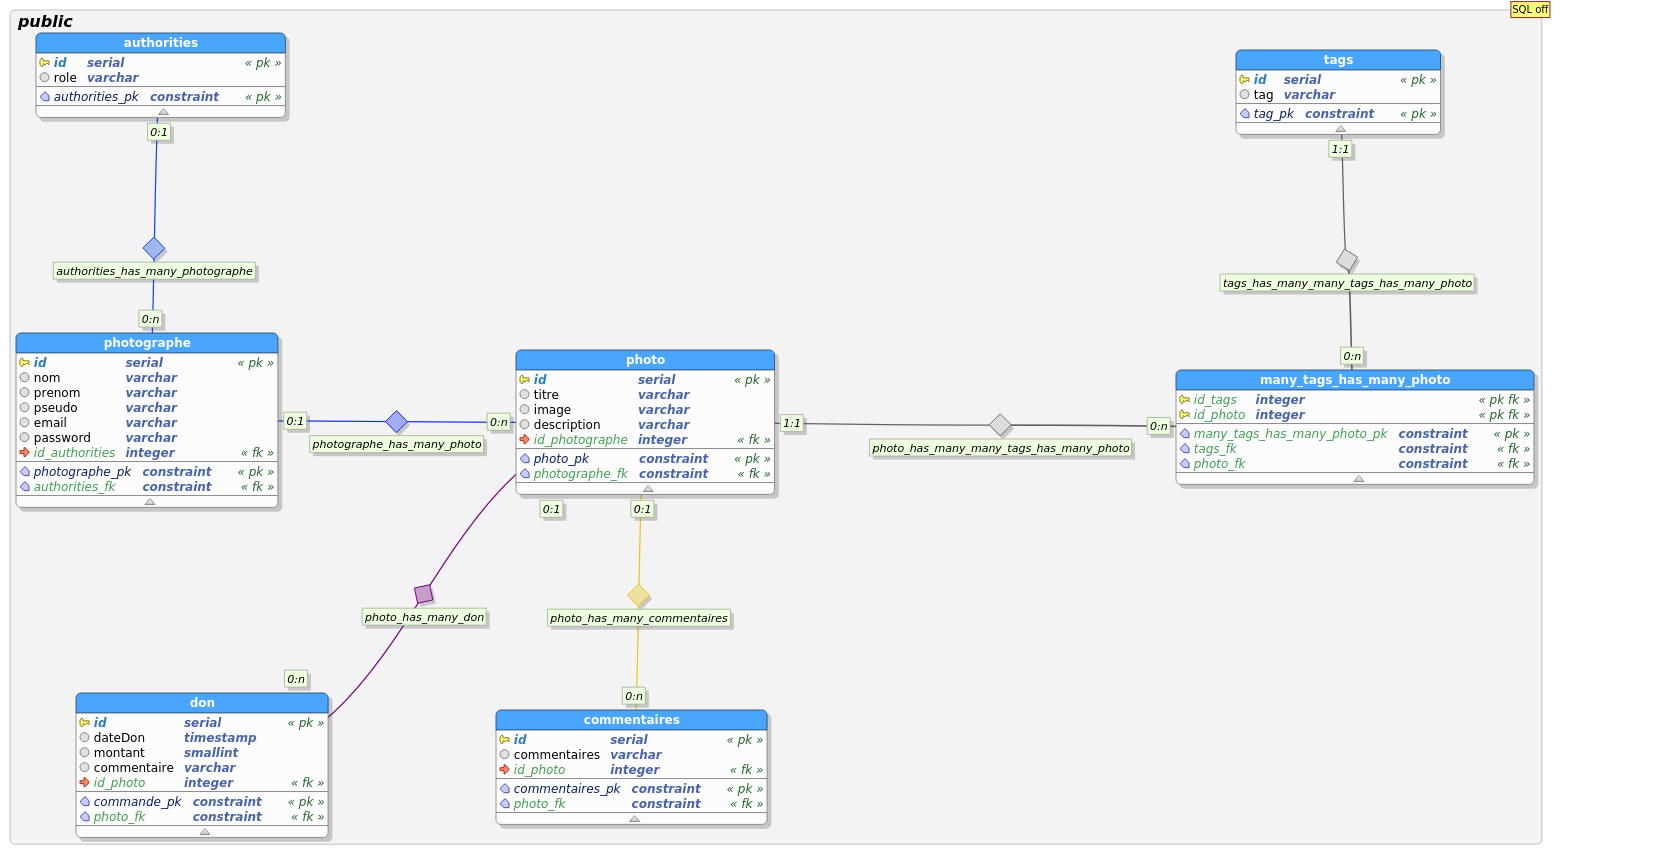 SQL off
public
authorities
id serial « pk »
role varchar
authorities_pk constraint « pk »
0:1
authorities_has_many_photographe
0:n
tags
id serial « pk »
tag varchar
tag_pk constraint « pk »
1:1
tags_has_many_many_tags_has_many_photo
0:n
photographe
id serial « pk »
nom varchar
prenom varchar
pseudo varchar
email varchar
password varchar
id_authorities integer « fk »
photographe_pk constraint « pk »
authorities_fk constraint « fk »
0:1
photographe_has_many_photo
0:n
photo
id serial « pk »
titre varchar
image varchar
description varchar
id_photographe integer « fk »
photo_pk constraint « pk »
photographe_fk constraint « fk »
1:1
photo_has_many_many_tags_has_many_photo
0:n
many_tags_has_many_photo
id_tags integer « pk fk »
id_photo integer « pk fk »
many_tags_has_many_photo_pk constraint « pk »
tags_fk constraint « fk »
photo_fk constraint « fk »
0:1
0:1
photo_has_many_don
photo_has_many_commentaires
0:n
0:n
don
id serial « pk »
dateDon timestamp
montant smallint
commentaire varchar
id_photo integer « fk »
commande_pk constraint « pk »
photo_fk constraint « fk »
commentaires
id serial « pk »
commentaires varchar
id_photo integer « fk »
commentaires_pk constraint « pk »
photo_fk constraint « fk »